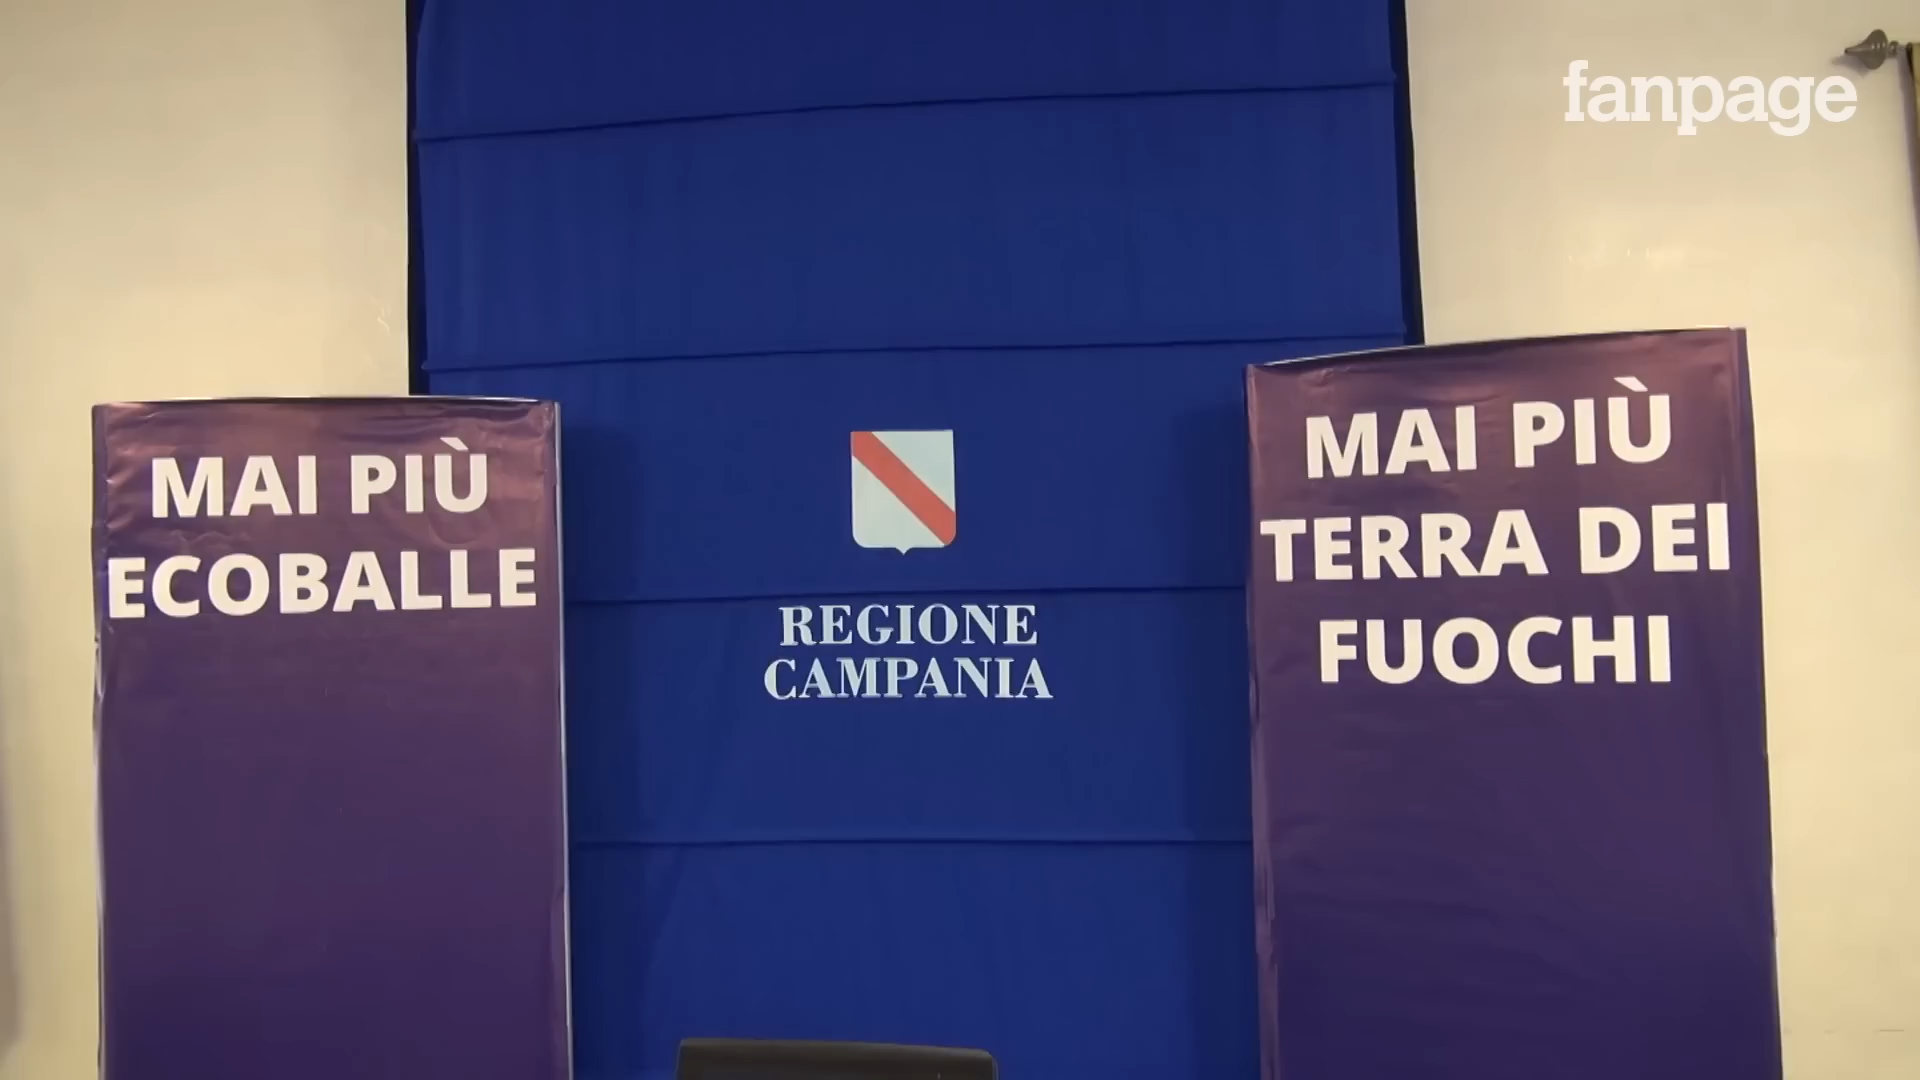 fanpage
MAI PIÙ
ECOBALLE
REGIONE
CAMPANIA
MAI PIÙ
TERRA DEI
FUOCHI